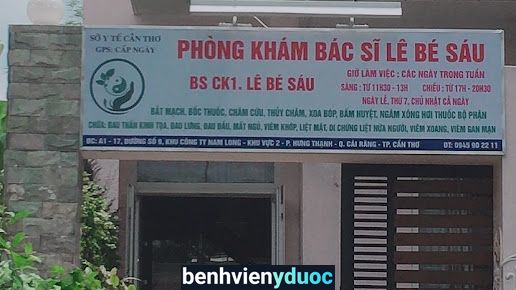 SỞ Y TẾ CẦN THƠ
GPS: CẤP NGÀY
PHÒNG KHÁM BÁC SĨ LÊ BÉ SÁU
BS CK1. LÊ BÉ SÁU
GIỜ LÀM VIỆC : CÁC NGÀY TRONG TUẦN
SÁNG : TỪ 11H30 - 13H CHIỀU : TỪ 17H - 20H30
NGÀY LỄ, THỨ 7, CHỦ NHẬT CẢ NGÀY
BẮT MẠCH, BỐC THUỐC, CHÂM CỨU, THỦY CHÂM, XOA BÓP, BẤM HUYỆT, NGÂM XÔNG HƠI THUỐC BỘ PHẬN
CHỮA: ĐAU THẦN KINH TỌA, ĐAU LƯNG, ĐAU ĐẦU, MẤT NGỦ, VIÊM KHỚP, LIỆT MẶT, DI CHỨNG LIỆT NỬA NGƯỜI, VIÊM XOANG, VIÊM GAN MẠN
ĐC: A1 - 17, ĐƯỜNG SỐ 9, KHU CÔNG TY NAM LONG - KHU VỰC 2 - P. HƯNG THẠNH - Q. CÁI RĂNG - TP. CẦN THƠ ĐT: 0945 90 22 11
benhvienyduoc